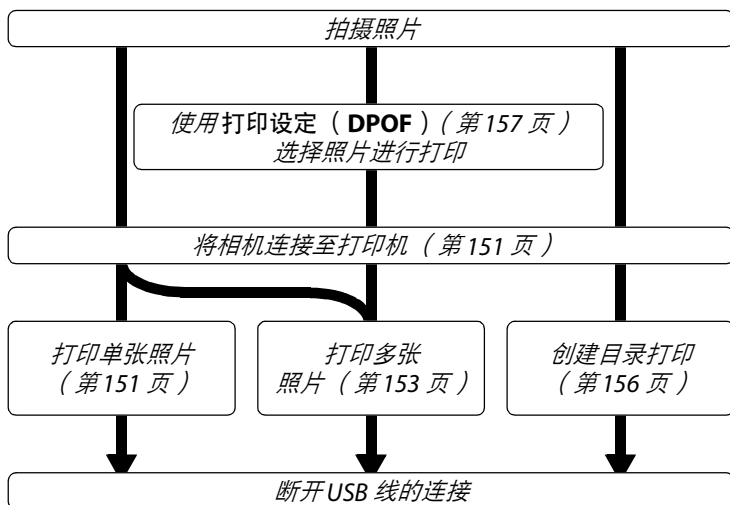 拍摄照片
使用打印设定（DPOF）（第157页）
选择照片进行打印
将相机连接至打印机（第151页）
打印单张照片
（第151页）
打印多张
照片（第153页）
创建目录打印
（第156页）
断开USB线的连接